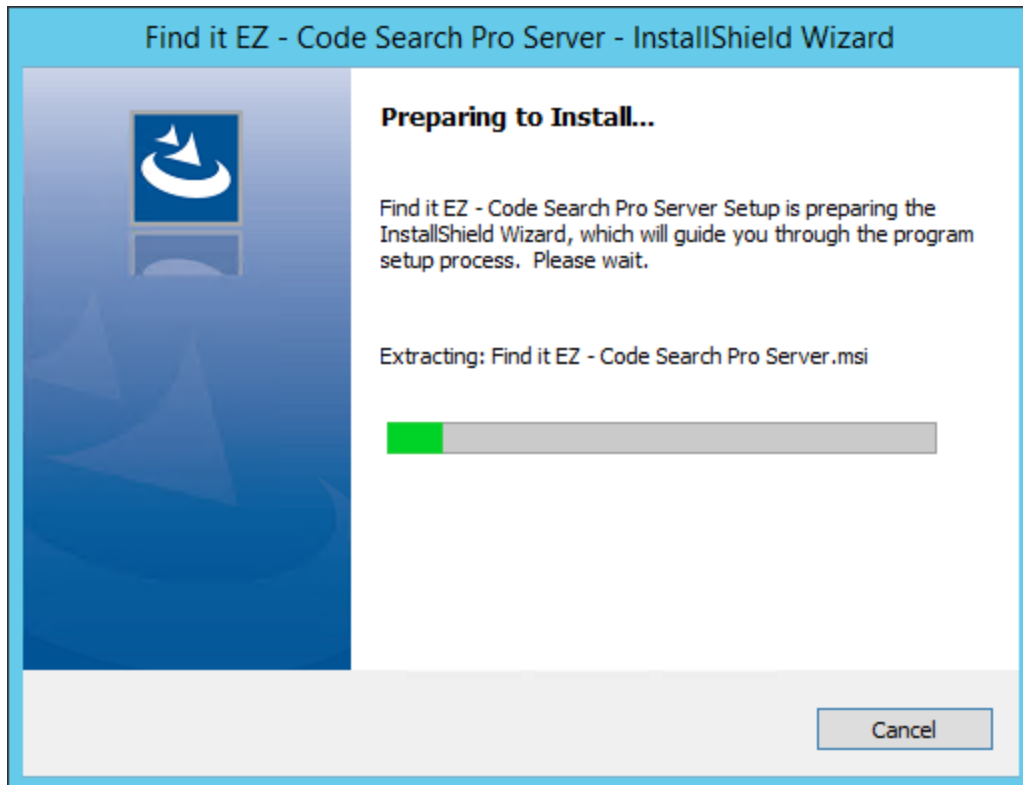 Find it EZ - Code Search Pro Server - InstallShield Wizard
Preparing to Install...
Find it EZ - Code Search Pro Server Setup is preparing the
InstallShield Wizard, which will guide you through the program
setup process.  Please wait.
Extracting: Find it EZ - Code Search Pro Server.msi
Cancel